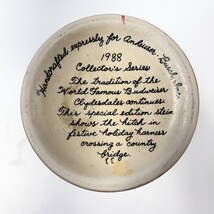 Handcrafted expressly for Anheuser-Busch, Inc.
1988
Collector's Series
The tradition of the
World Famous Budweiser
Clydesdales continues.
This special edition stein
shows the hitch in
festive holiday harness
crossing a country
bridge.